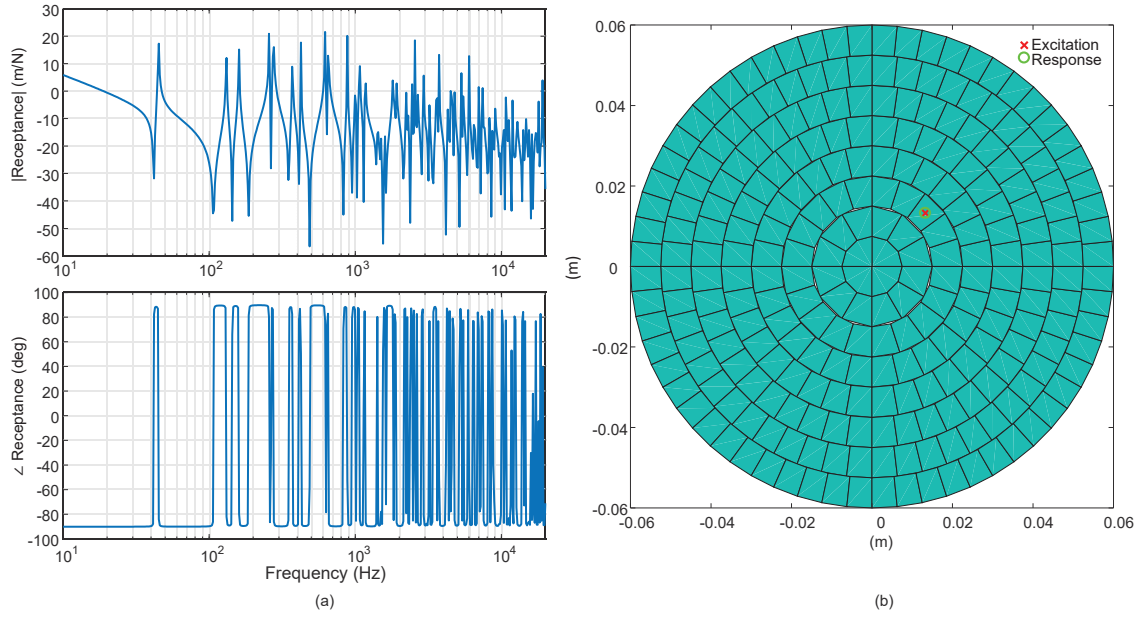 30
20
10
0
-10
-20
-30
-40
-50
-60
|Receptance| (m/N)
10^1 10^2 10^3 10^4
100
80
60
40
20
0
-20
-40
-60
-80
-100
∠ Receptance (deg)
10^1 10^2 10^3 10^4
Frequency (Hz)
(a)
0.06
0.04
0.02
0
-0.02
-0.04
-0.06
(m)
Excitation
Response
-0.06 -0.04 -0.02 0 0.02 0.04 0.06
(m)
(b)